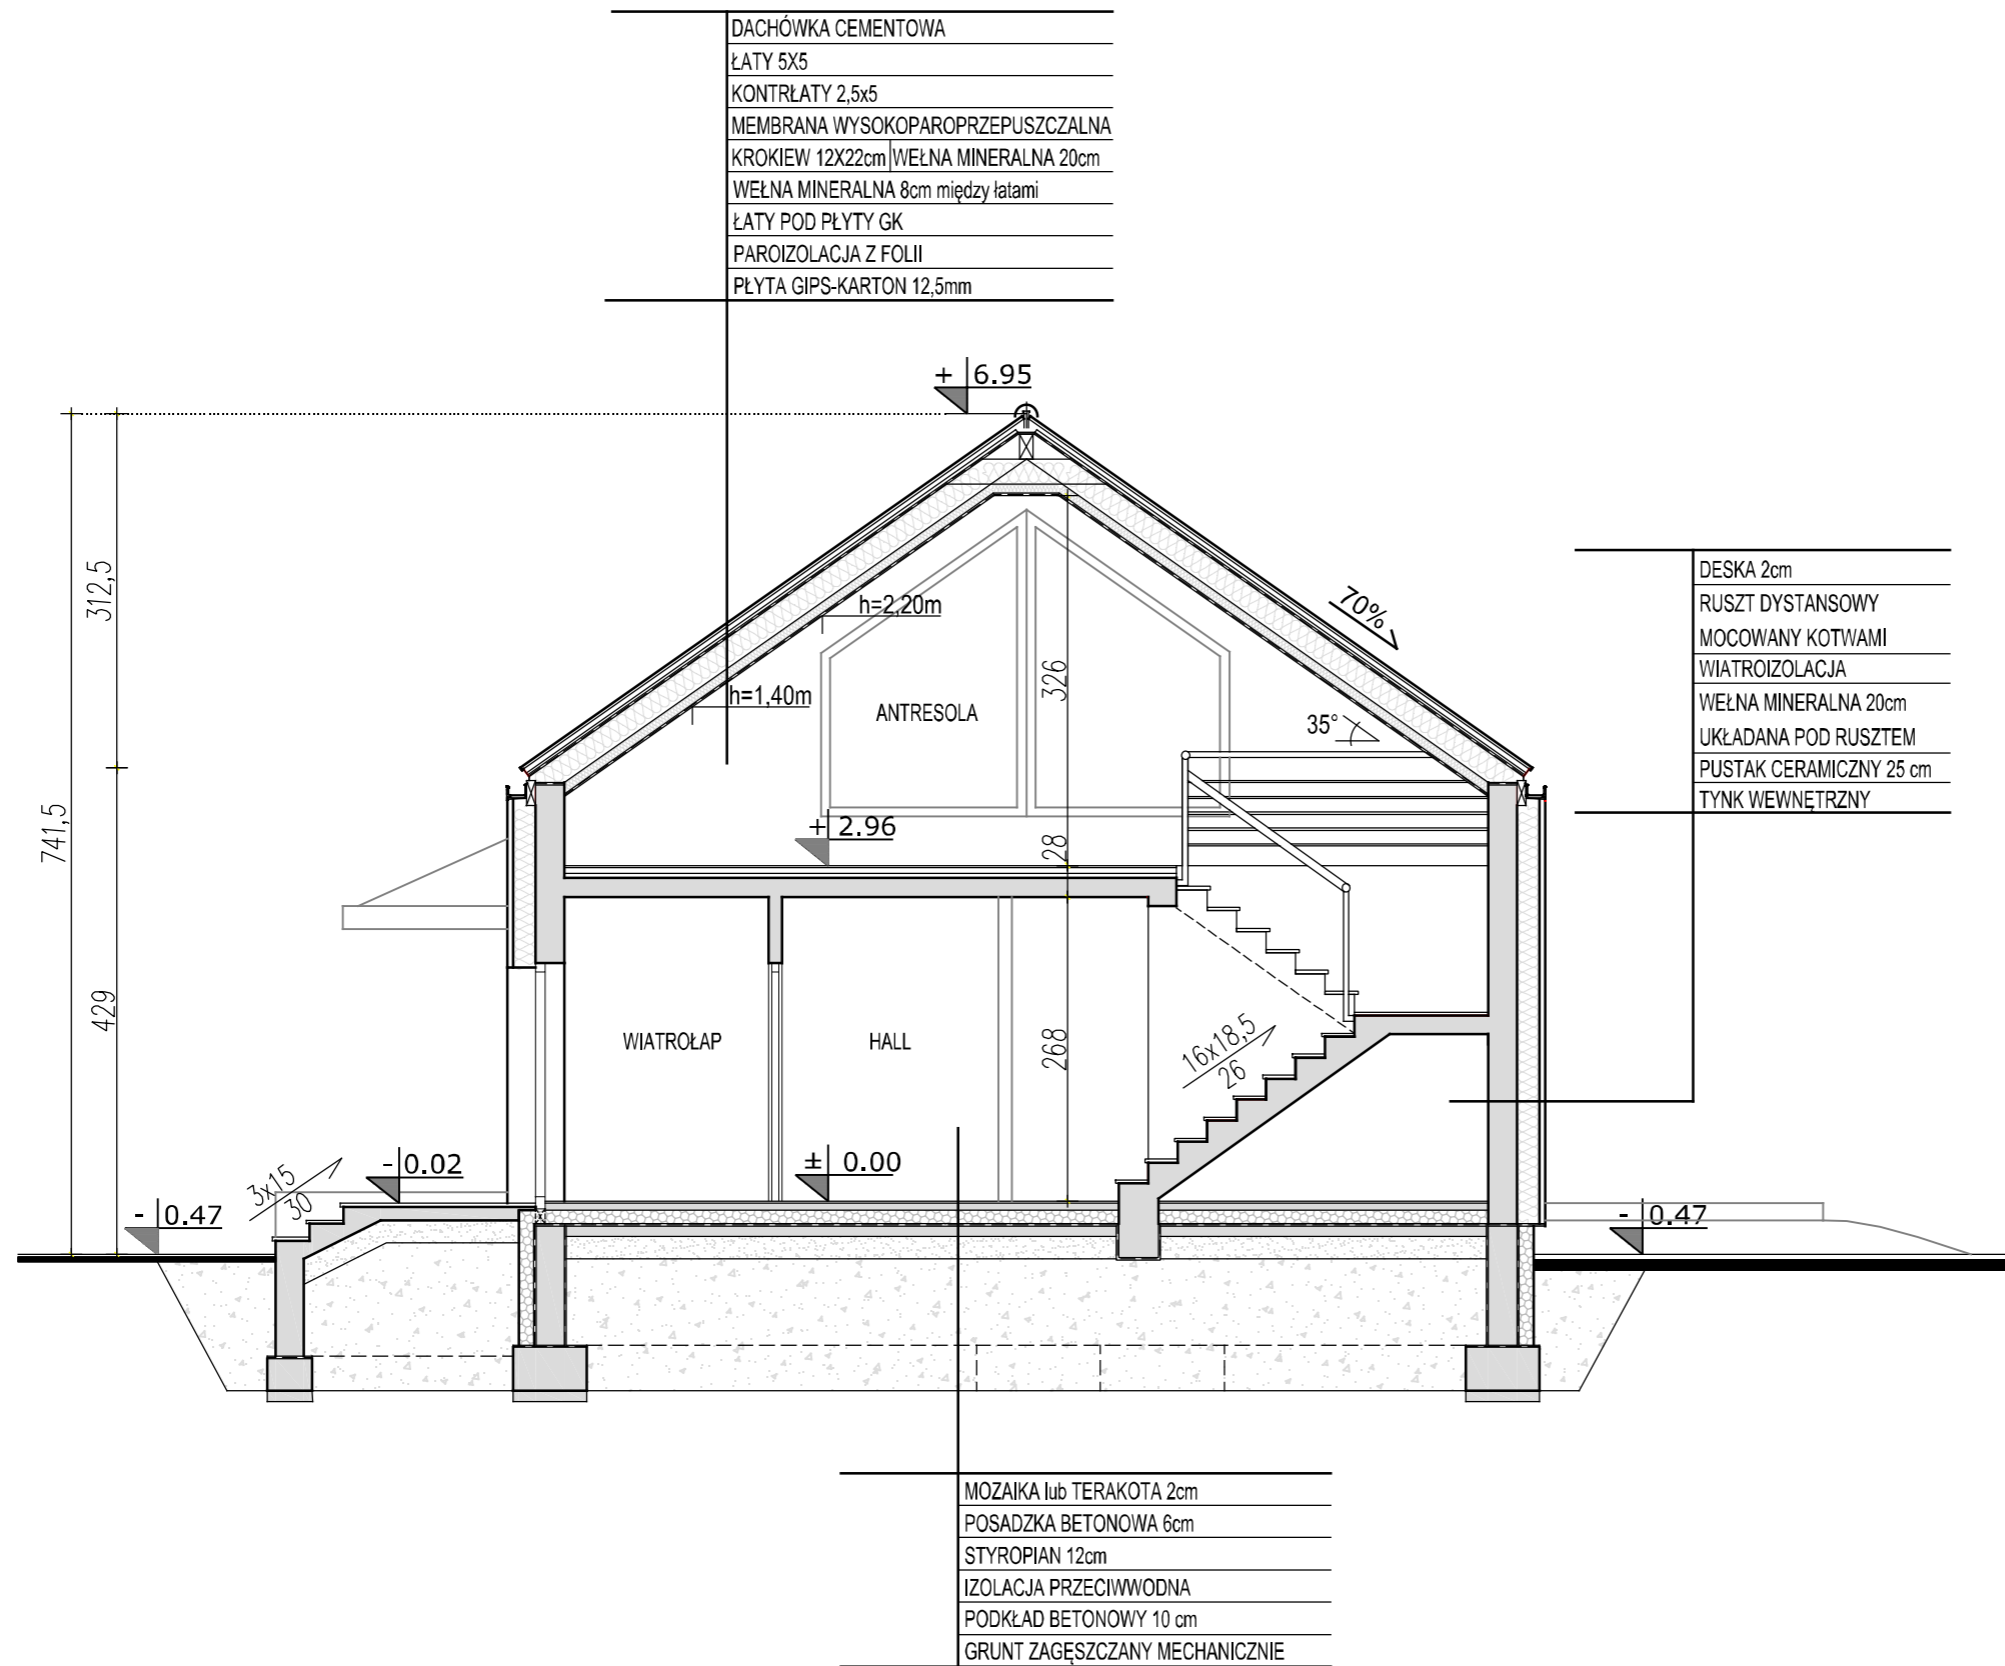 DACHÓWKA CEMENTOWA
ŁATY 5X5
KONTRŁATY 2,5x5
MEMBRANA WYSOKOPAROPRZEPUSZCZALNA
KROKIEW 12X22cm WEŁNA MINERALNA 20cm
WEŁNA MINERALNA 8cm między łatami
ŁATY POD PŁYTY GK
PAROIZOLACJA Z FOLII
PŁYTA GIPS-KARTON 12,5mm
+ 6.95
312,5
741,5
429
h=2,20m
h=1,40m
ANTRESOLA
326
70%
35°
DESKA 2cm
RUSZT DYSTANSOWY
MOCOWANY KOTWAMI
WIATROIZOLACJA
WEŁNA MINERALNA 20cm
UKŁADANA POD RUSZTEM
PUSTAK CERAMICZNY 25 cm
TYNK WEWNĘTRZNY
+ 2.96
28
WIATROŁAP
HALL
268
16x18,5
26
3x15
30
- 0.02
± 0.00
- 0.47
- 0.47
MOZAIKA lub TERAKOTA 2cm
POSADZKA BETONOWA 6cm
STYROPIAN 12cm
IZOLACJA PRZECIWWODNA
PODKŁAD BETONOWY 10 cm
GRUNT ZAGĘSZCZANY MECHANICZNIE